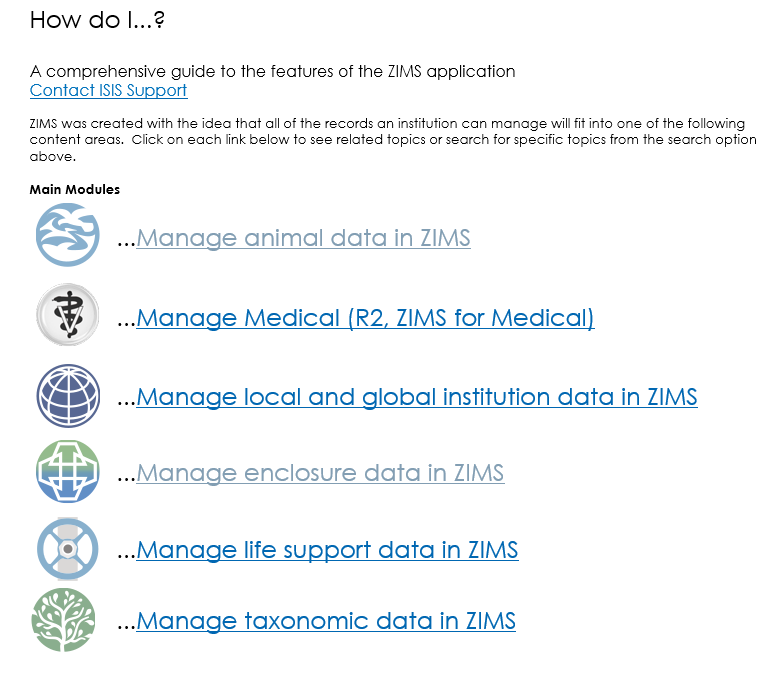 How do I...?
A comprehensive guide to the features of the ZIMS application
Contact ISIS Support
ZIMS was created with the idea that all of the records an institution can manage will fit into one of the following
content areas.  Click on each link below to see related topics or search for specific topics from the search option
above.
Main Modules
...Manage animal data in ZIMS
...Manage Medical (R2, ZIMS for Medical)
...Manage local and global institution data in ZIMS
...Manage enclosure data in ZIMS
...Manage life support data in ZIMS
...Manage taxonomic data in ZIMS